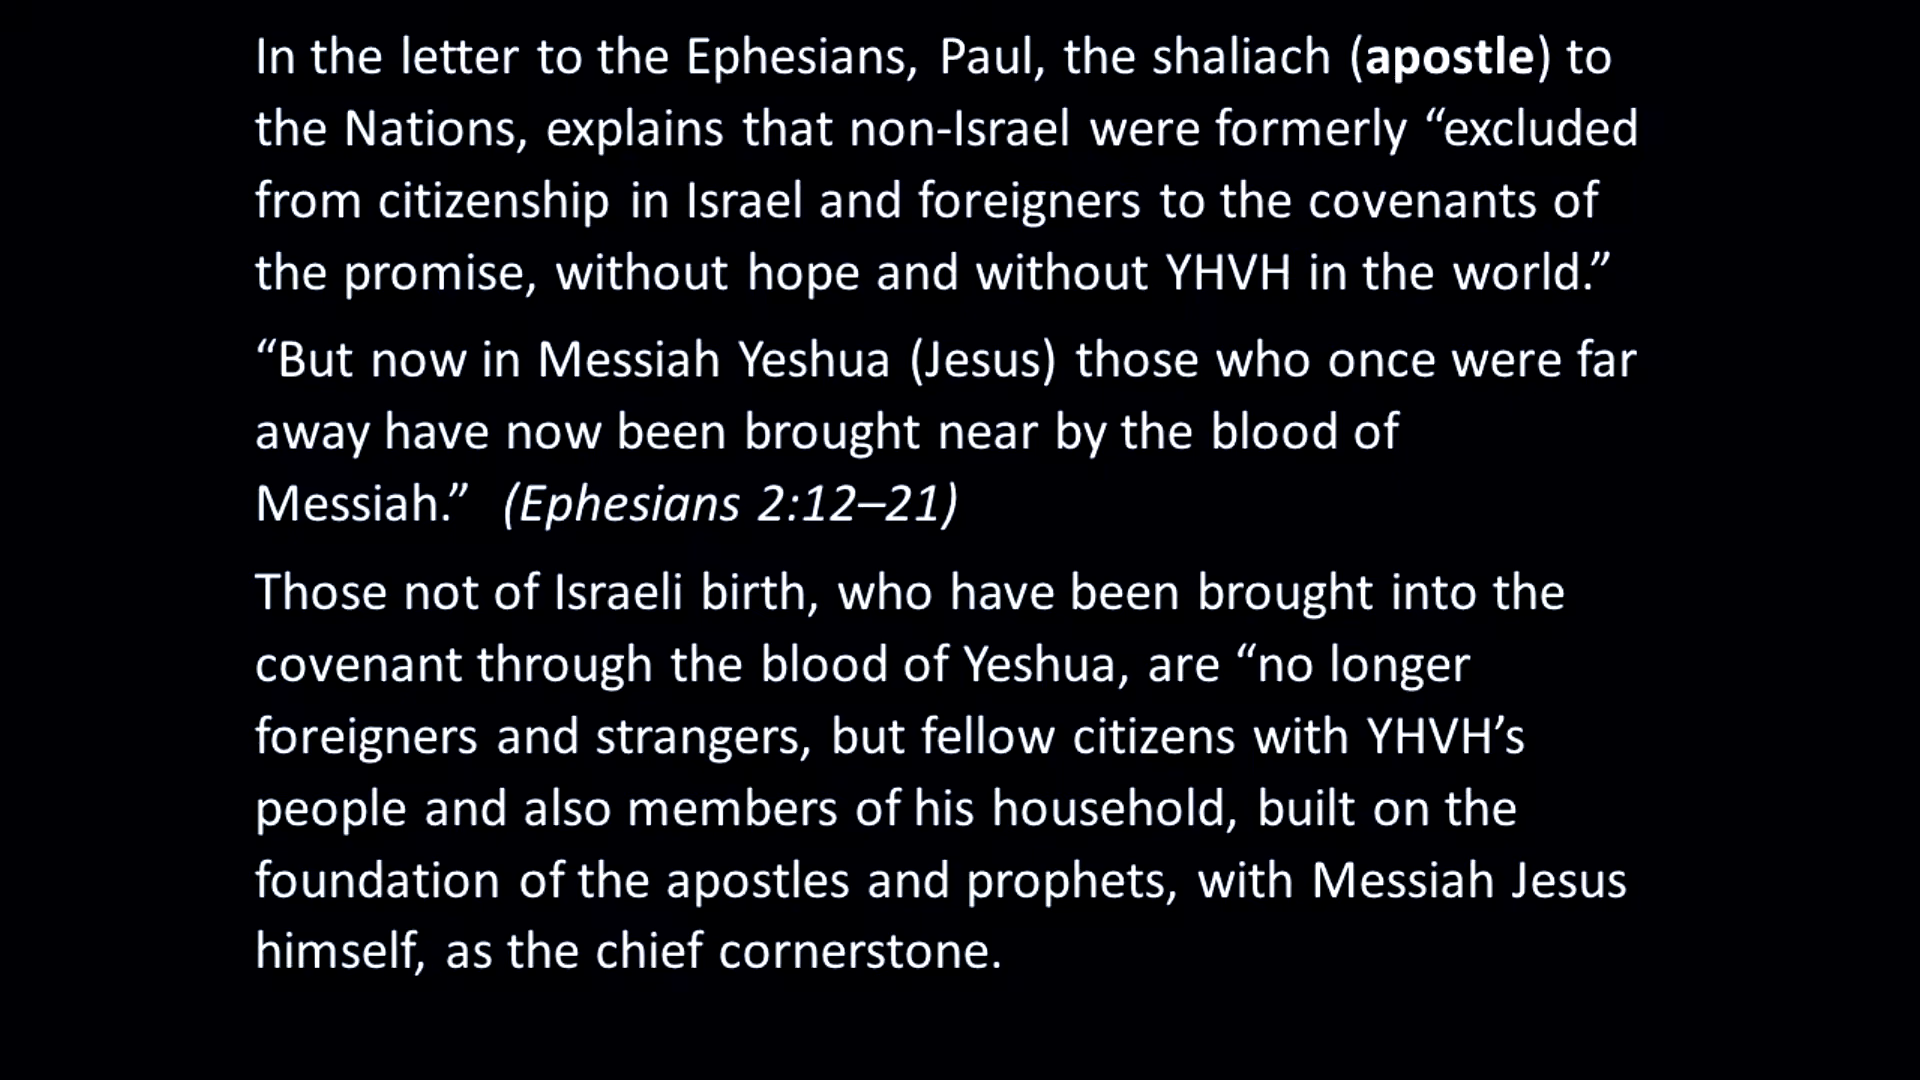 In the letter to the Ephesians, Paul, the shaliach (apostle) to
the Nations, explains that non-Israel were formerly “excluded
from citizenship in Israel and foreigners to the covenants of
the promise, without hope and without YHVH in the world.”
“But now in Messiah Yeshua (Jesus) those who once were far
away have now been brought near by the blood of
Messiah.” (Ephesians 2:12–21)
Those not of Israeli birth, who have been brought into the
covenant through the blood of Yeshua, are “no longer
foreigners and strangers, but fellow citizens with YHVH’s
people and also members of his household, built on the
foundation of the apostles and prophets, with Messiah Jesus
himself, as the chief cornerstone.